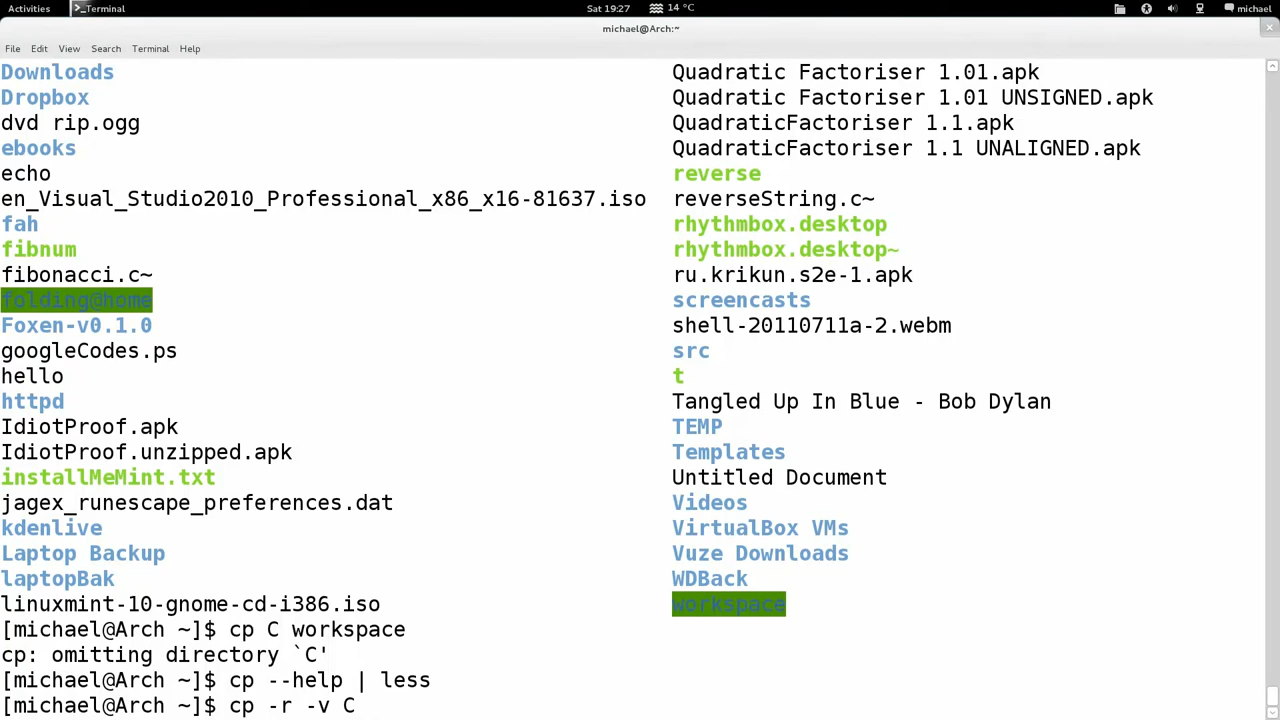 Activities >_Terminal Sat 19:27 14 °C michael
michael@Arch:~
File Edit View Search Terminal Help
Downloads Quadratic Factoriser 1.01.apk
Dropbox Quadratic Factoriser 1.01 UNSIGNED.apk
dvd rip.ogg QuadraticFactoriser 1.1.apk
ebooks QuadraticFactoriser 1.1 UNALIGNED.apk
echo reverse
en_Visual_Studio2010_Professional_x86_x16-81637.iso reverseString.c~
fah rhythmbox.desktop
fibnum rhythmbox.desktop~
fibonacci.c~ ru.krikun.s2e-1.apk
folding@home screencasts
Foxen-v0.1.0 shell-20110711a-2.webm
googleCodes.ps src
hello t
httpd Tangled Up In Blue - Bob Dylan
IdiotProof.apk TEMP
IdiotProof.unzipped.apk Templates
installMeMint.txt Untitled Document
jagex_runescape_preferences.dat Videos
kdenlive VirtualBox VMs
Laptop Backup Vuze Downloads
laptopBak WDBack
linuxmint-10-gnome-cd-i386.iso workspace
[michael@Arch ~]$ cp C workspace
cp: omitting directory `C'
[michael@Arch ~]$ cp --help | less
[michael@Arch ~]$ cp -r -v C